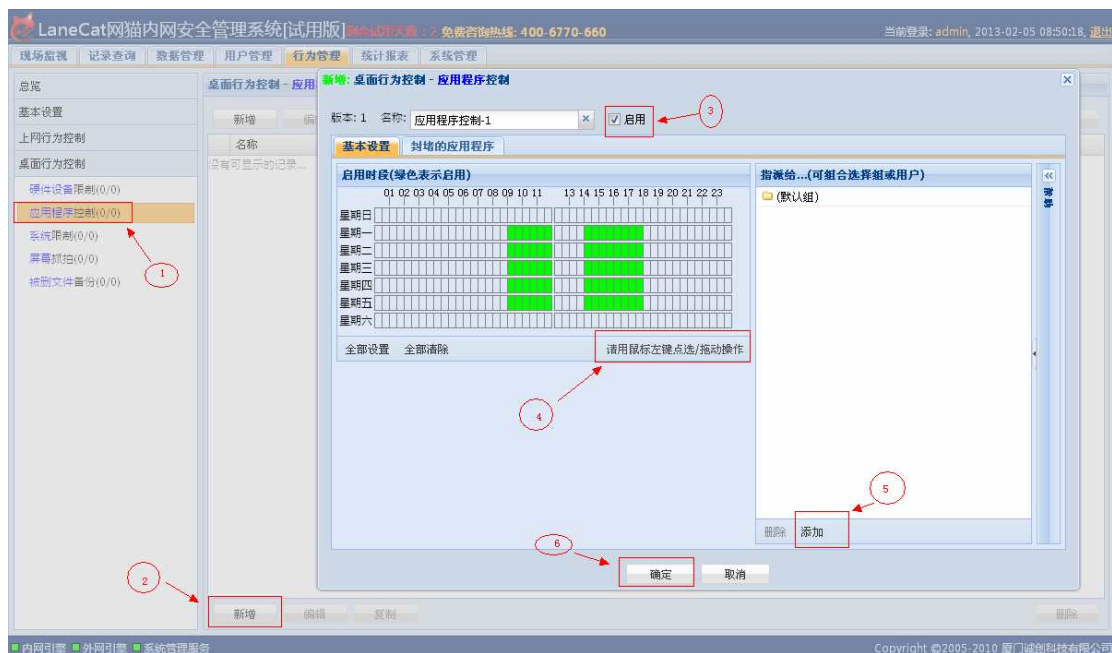 LaneCat网猫内网安全管理系统[试用版] 免费咨询热线: 400-6770-660 当前登录: admin, 2013-02-05 08:50:18, 退出
现场监视 记录查询 数据管理 用户管理 行为管理 统计报表 系统管理
总览
基本设置
上网行为控制
桌面行为控制
硬件设备限制(0/0)
应用程序控制(0/0)
系统限制(0/0)
屏幕抓拍(0/0)
被删文件备份(0/0)
1
2
桌面行为控制 - 应用
新增 编
名称
没有可显示的记录...
新增: 桌面行为控制 - 应用程序控制
版本: 1 名称: 应用程序控制-1 启用
3
基本设置 封堵的应用程序
启用时段(绿色表示启用)
01 02 03 04 05 06 07 08 09 10 11 13 14 15 16 17 18 19 20 21 22 23
星期日
星期一
星期二
星期三
星期四
星期五
星期六
全部设置 全部清除 请用鼠标左键点选/拖动操作
4
指派给...(可组合选择组或用户)
(默认组)
帮助
5
删除 添加
6
确定 取消
新增 编辑 复制 删除
内网引擎 外网引擎 系统管理服务 Copyright ©2005-2010 厦门诚创科技有限公司